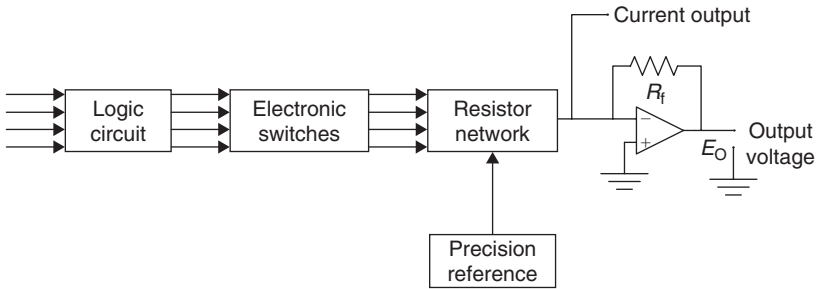 Current output
Logic
circuit
Electronic
switches
Resistor
network
Rf
−
+
EO
Output
voltage
Precision
reference